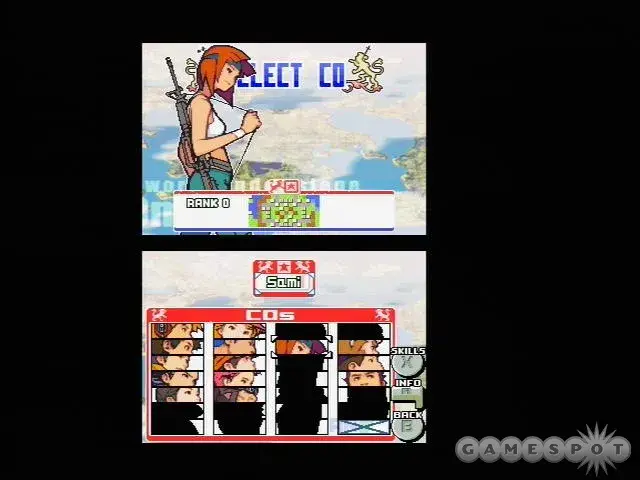 SELECT CO
RANK 0
Sami
COs
SKILLS
X
INFO
R
BACK
B
GAMESPOT